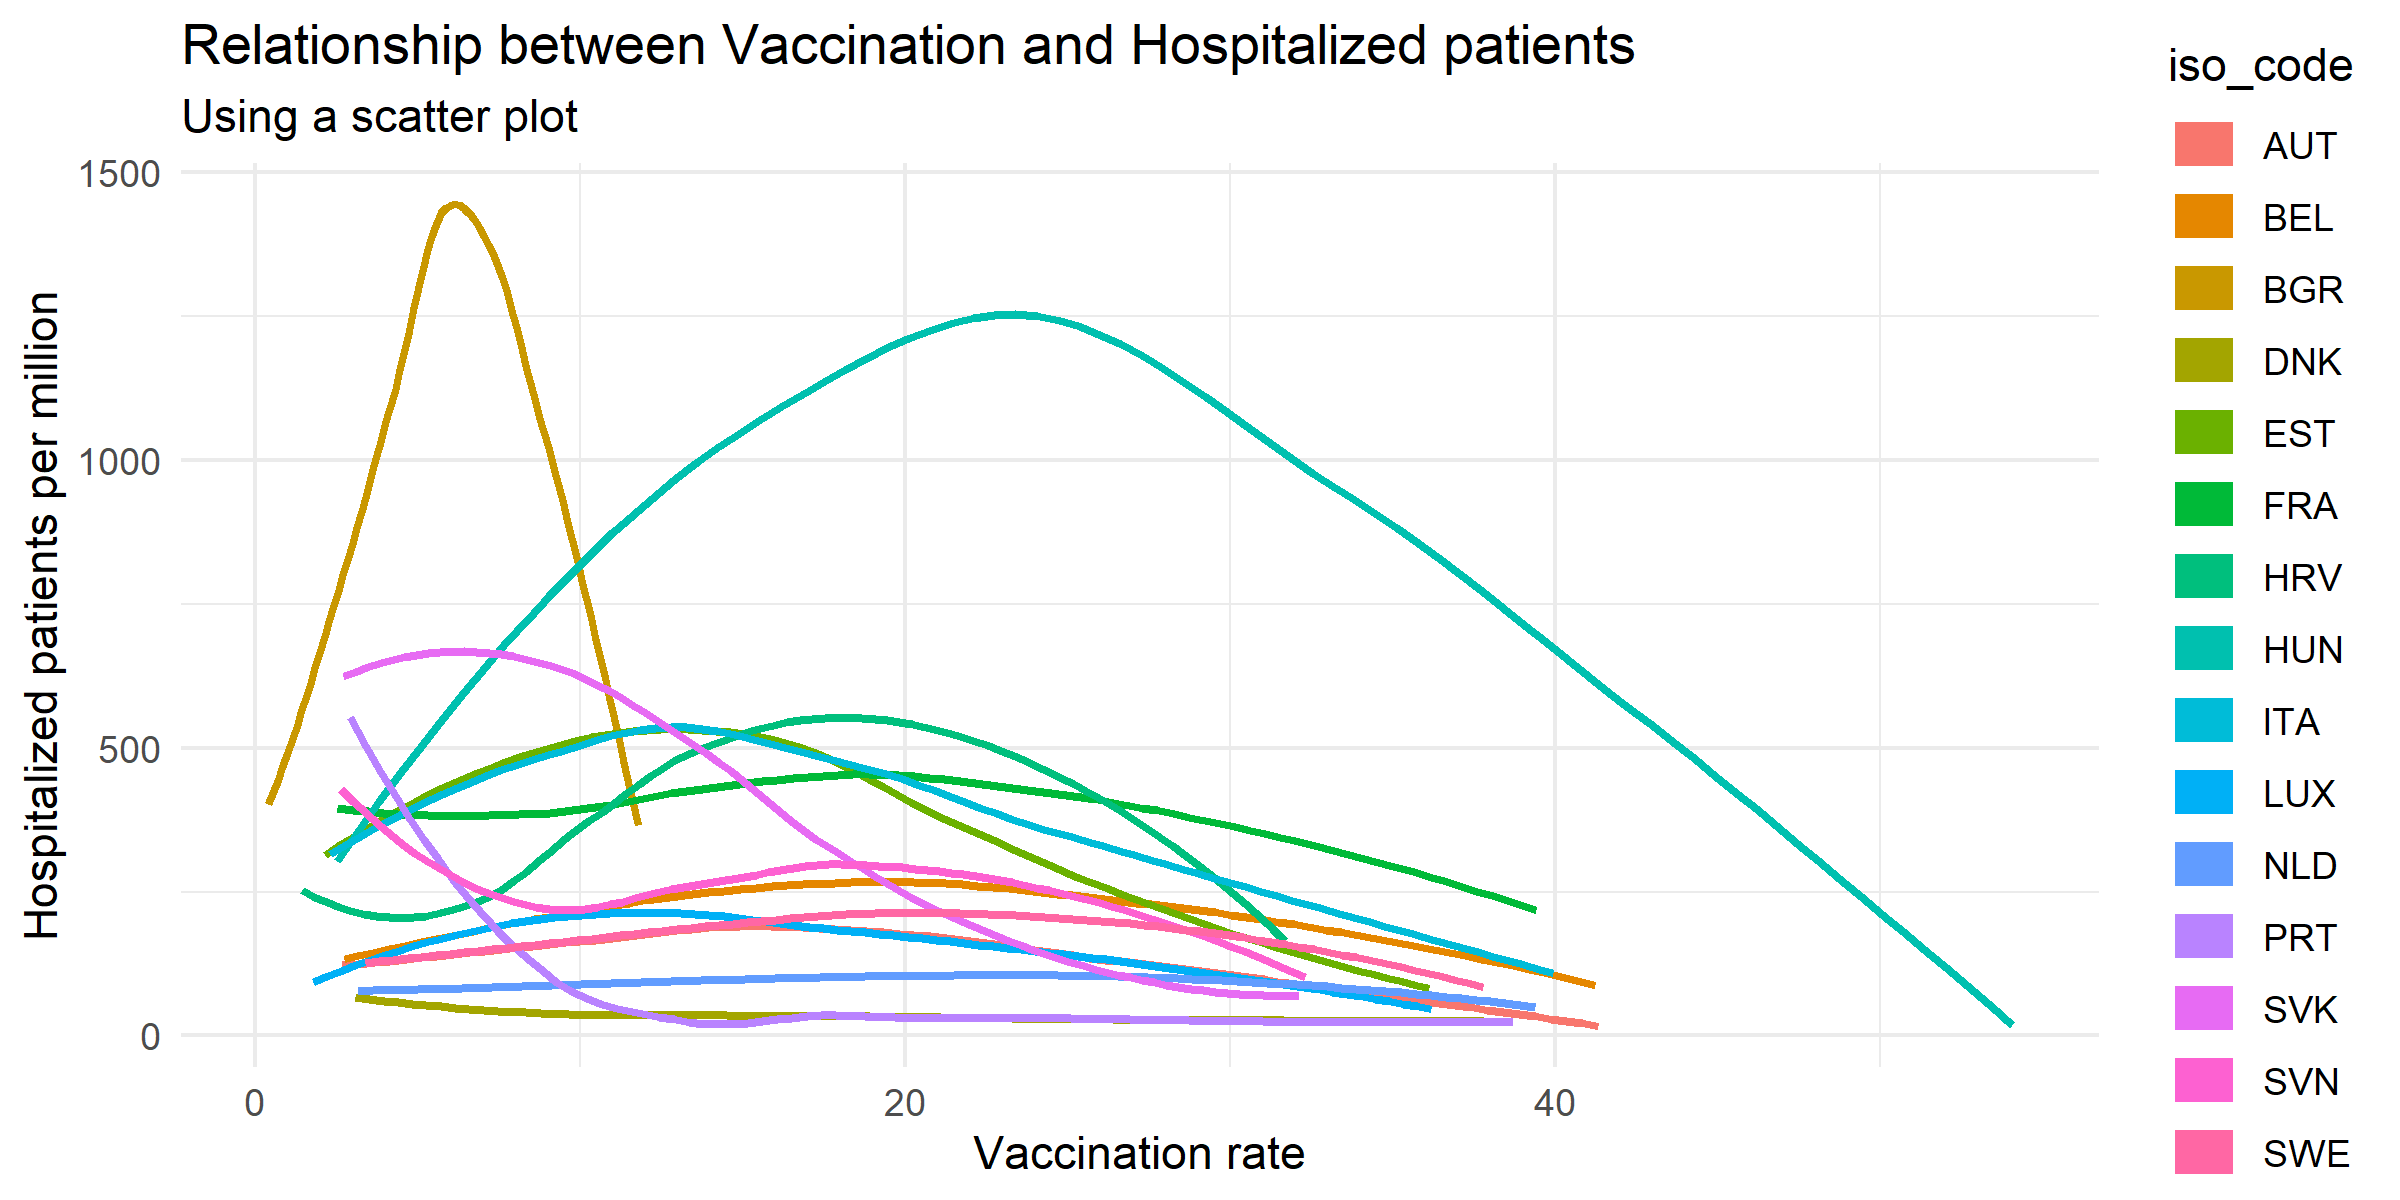 Relationship between Vaccination and Hospitalized patients
Using a scatter plot
Hospitalized patients per million
1500
1000
500
0
0
20
40
Vaccination rate
iso_code
AUT
BEL
BGR
DNK
EST
FRA
HRV
HUN
ITA
LUX
NLD
PRT
SVK
SVN
SWE